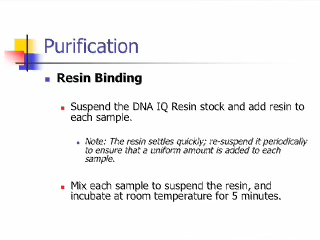 Purification
Resin Binding
Suspend the DNA IQ Resin stock and add resin to
each sample.
Note: The resin settles quickly; re-suspend it periodically
to ensure that a uniform amount is added to each
sample.
Mix each sample to suspend the resin, and
incubate at room temperature for 5 minutes.